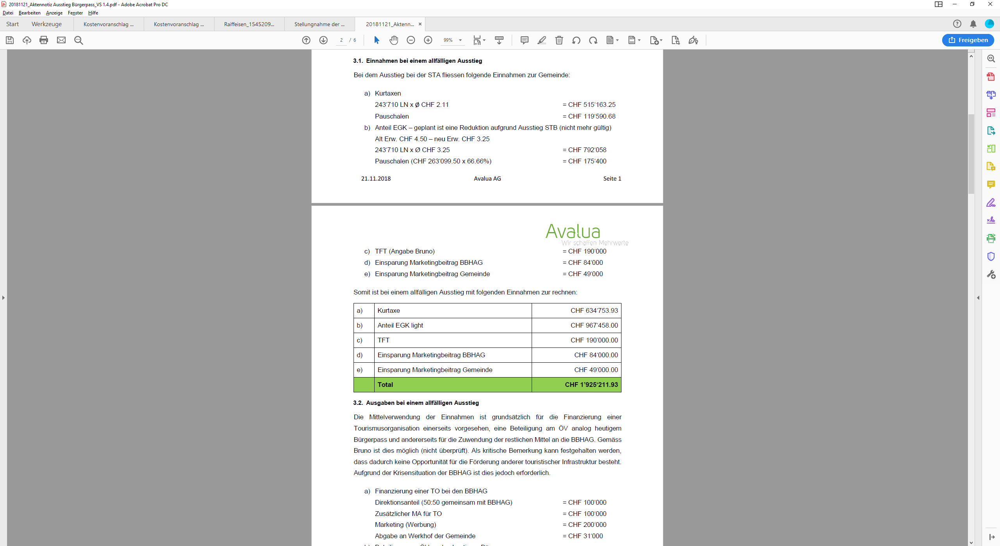 20181121_Aktennotiz Ausstieg Bürgerpass_VS 1.4.pdf - Adobe Acrobat Pro DC
Datei Bearbeiten Anzeige Fenster Hilfe
Start Werkzeuge Kostenvoranschlag ... Kostenvoranschlag ... Raiffeisen_1545209... Stellungnahme der ... 20181121_Aktenn...
2 / 6 99% Freigeben
3.1. Einnahmen bei einem allfälligen Ausstieg
Bei dem Ausstieg bei der STA fliessen folgende Einnahmen zur Gemeinde:
a) Kurtaxen
243‘710 LN x Ø CHF 2.11 = CHF 515‘163.25
Pauschalen = CHF 119‘590.68
b) Anteil EGK – geplant ist eine Reduktion aufgrund Ausstieg STB (nicht mehr gültig)
Alt Erw. CHF 4.50 – neu Erw. CHF 3.25
243‘710 LN x Ø CHF 3.25 = CHF 792‘058
Pauschalen (CHF 263‘099.50 x 66.66%) = CHF 175‘400
21.11.2018 Avalua AG Seite 1
Avalua
Wir schaffen Mehrwerte
c) TFT (Angabe Bruno) = CHF 190‘000
d) Einsparung Marketingbeitrag BBHAG = CHF 84‘000
e) Einsparung Marketingbeitrag Gemeinde = CHF 49‘000
Somit ist bei einem allfälligen Ausstieg mit folgenden Einnahmen zur rechnen:
a) Kurtaxe CHF 634‘753.93
b) Anteil EGK light CHF 967‘458.00
c) TFT CHF 190‘000.00
d) Einsparung Marketingbeitrag BBHAG CHF 84‘000.00
e) Einsparung Marketingbeitrag Gemeinde CHF 49‘000.00
Total CHF 1’925‘211.93
3.2. Ausgaben bei einem allfälligen Ausstieg
Die Mittelverwendung der Einnahmen ist grundsätzlich für die Finanzierung einer
Tourismusorganisation einerseits vorgesehen, eine Beteiligung am ÖV analog heutigem
Bürgerpass und andererseits für die Zuwendung der restlichen Mittel an die BBHAG. Gemäss
Bruno ist dies möglich (nicht überprüft). Als kritische Bemerkung kann festgehalten werden,
dass dadurch keine Opportunität für die Förderung anderer touristischer Infrastruktur besteht.
Aufgrund der Krisensituation der BBHAG ist dies jedoch erforderlich.
a) Finanzierung einer TO bei den BBHAG
Direktionsanteil (50:50 gemeinsam mit BBHAG) = CHF 100‘000
Zusätzlicher MA für TO = CHF 100‘000
Marketing (Werbung) = CHF 200‘000
Abgabe an Werkhof der Gemeinde = CHF 31‘000